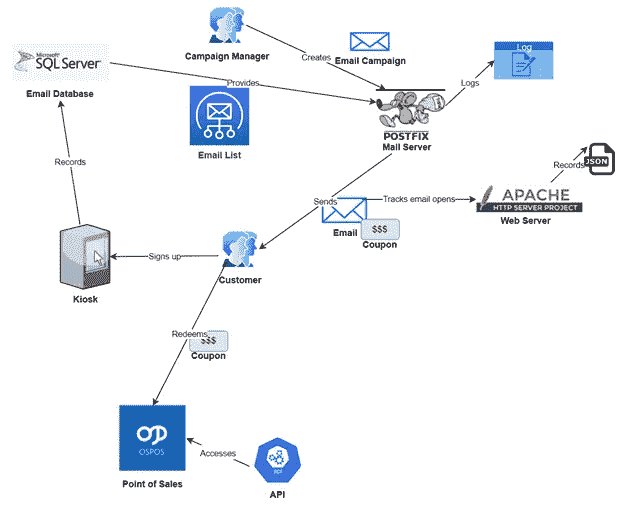 Campaign Manager
Creates
Email Campaign
Log
Microsoft
SQL Server
Email Database
Provides
Email List
Logs
POSTFIX
Mail Server
Records
Records
JSON
Sends
Tracks email opens
APACHE
HTTP SERVER PROJECT
Web Server
Email
$$$
Coupon
Signs up
Customer
Kiosk
Redeems
$$$
Coupon
OSPOS
Point of Sales
Accesses
API
API